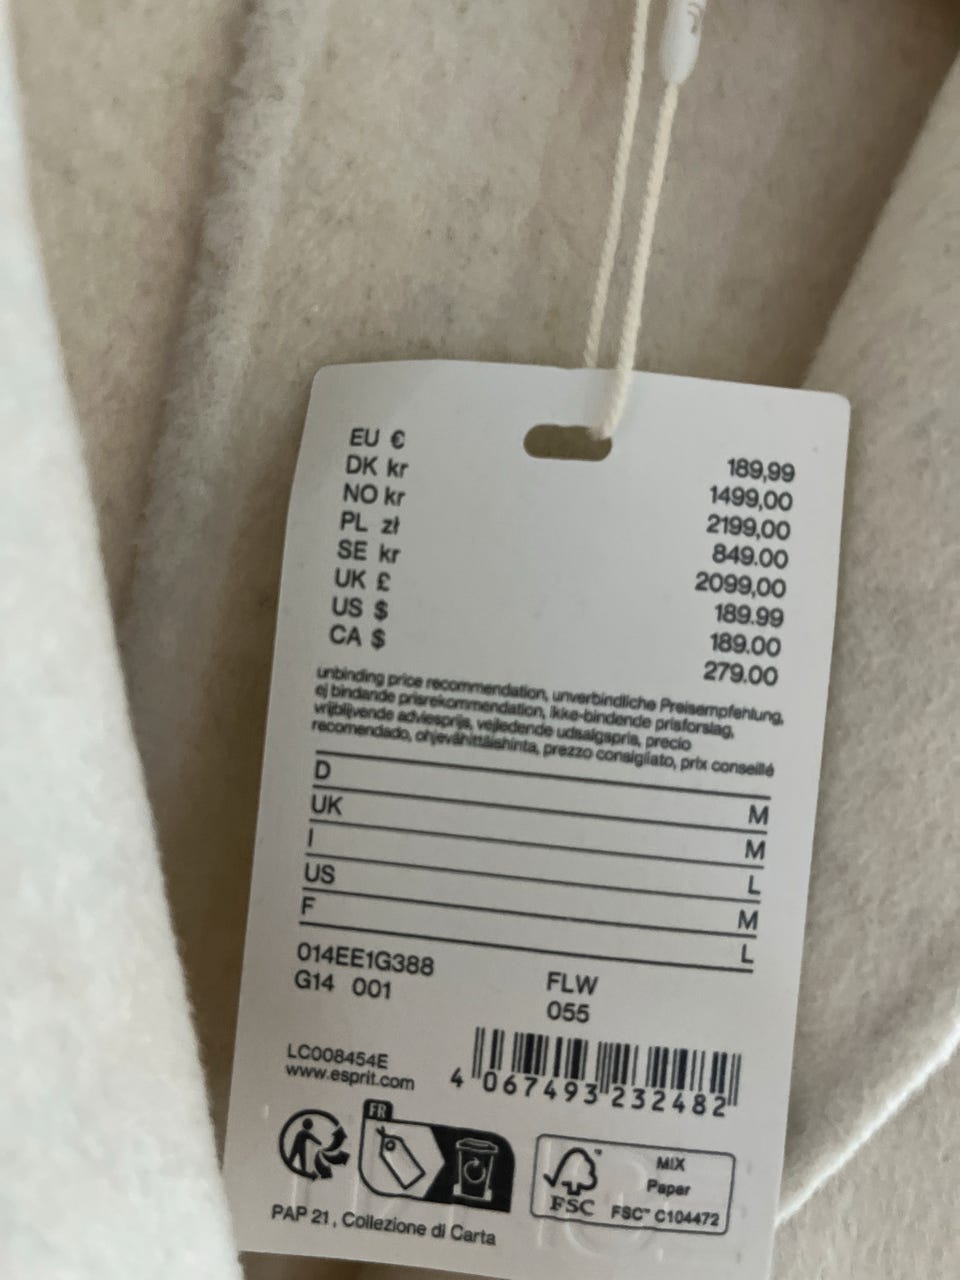 EU € 189,99
DK kr 1499,00
NO kr 2199,00
PL zł 849.00
SE kr 2099,00
UK £ 189.99
US $ 189.00
CA $ 279.00
unbinding price recommendation, unverbindliche Preisempfehlung,
ej bindande prisrekommendation, ikke-bindende prisforslag,
vrijblijvende adviesprijs, vejledende udsalgspris, precio
recomendado, ohjevähittäishinta, prezzo consigliato, prix conseillé
D M
UK M
I L
US M
F L
014EE1G388 FLW
G14 001 055
LC008454E
www.esprit.com
4 067493 232482
FR
MIX
Paper
FSC FSC™ C104472
PAP 21, Collezione di Carta